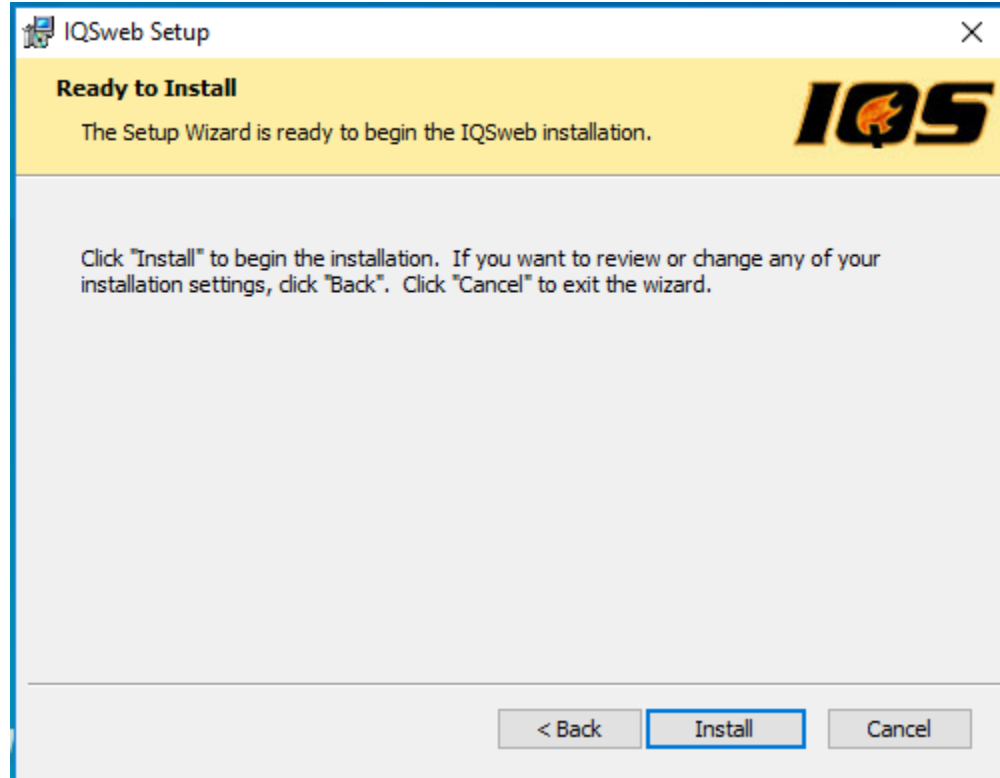 IQSweb Setup
Ready to Install
The Setup Wizard is ready to begin the IQSweb installation.
IQS
Click "Install" to begin the installation.  If you want to review or change any of your
installation settings, click "Back".  Click "Cancel" to exit the wizard.
< Back
Install
Cancel